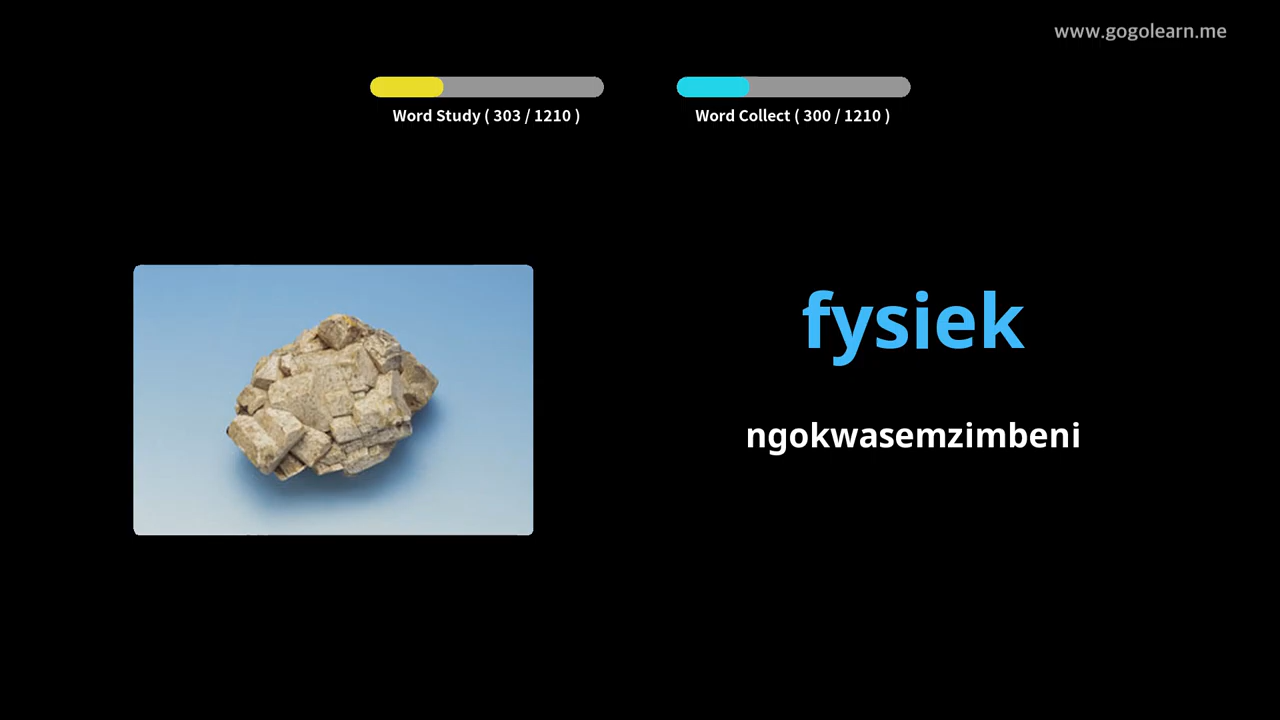 www.gogolearn.me
Word Study ( 303 / 1210 )
Word Collect ( 300 / 1210 )
fysiek
ngokwasemzimbeni